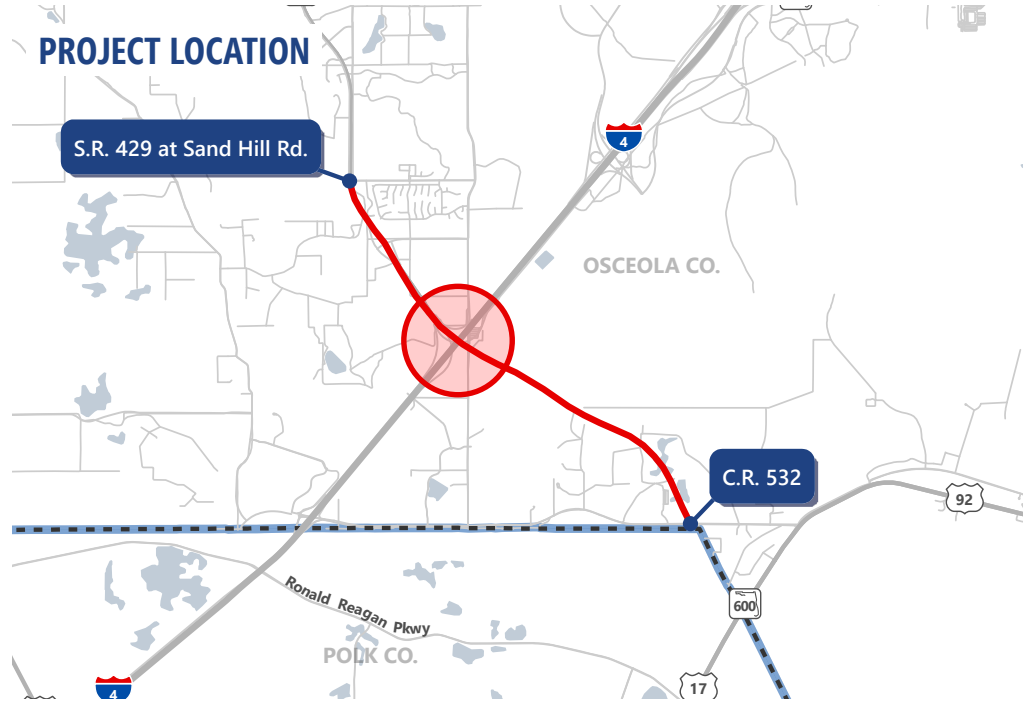 PROJECT LOCATION
S.R. 429 at Sand Hill Rd.
4
OSCEOLA CO.
C.R. 532
92
600
Ronald Reagan Pkwy
POLK CO.
17
4